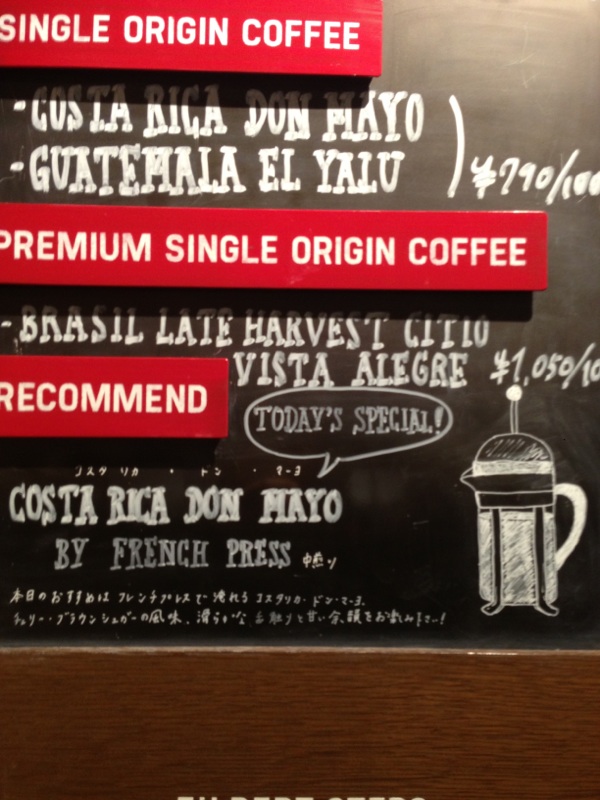 SINGLE ORIGIN COFFEE
-COSTA RICA DON MAYO
-GUATEMALA EL YALU
¥790/100
PREMIUM SINGLE ORIGIN COFFEE
-BRASIL LATE HARVEST CITIO
VISTA ALEGRE ¥1,050/10
RECOMMEND
TODAY'S SPECIAL!
コスタリカ・ドン・マーヨ
COSTA RICA DON MAYO
BY FRENCH PRESS 中煎り
本日のおすすめは フレンチプレスで 淹れる コスタリカ・ドン・マーヨ。
チェリー・ブラウンシュガーの風味、滑らかな 舌触りと甘い余韻をお楽しみ下さー!